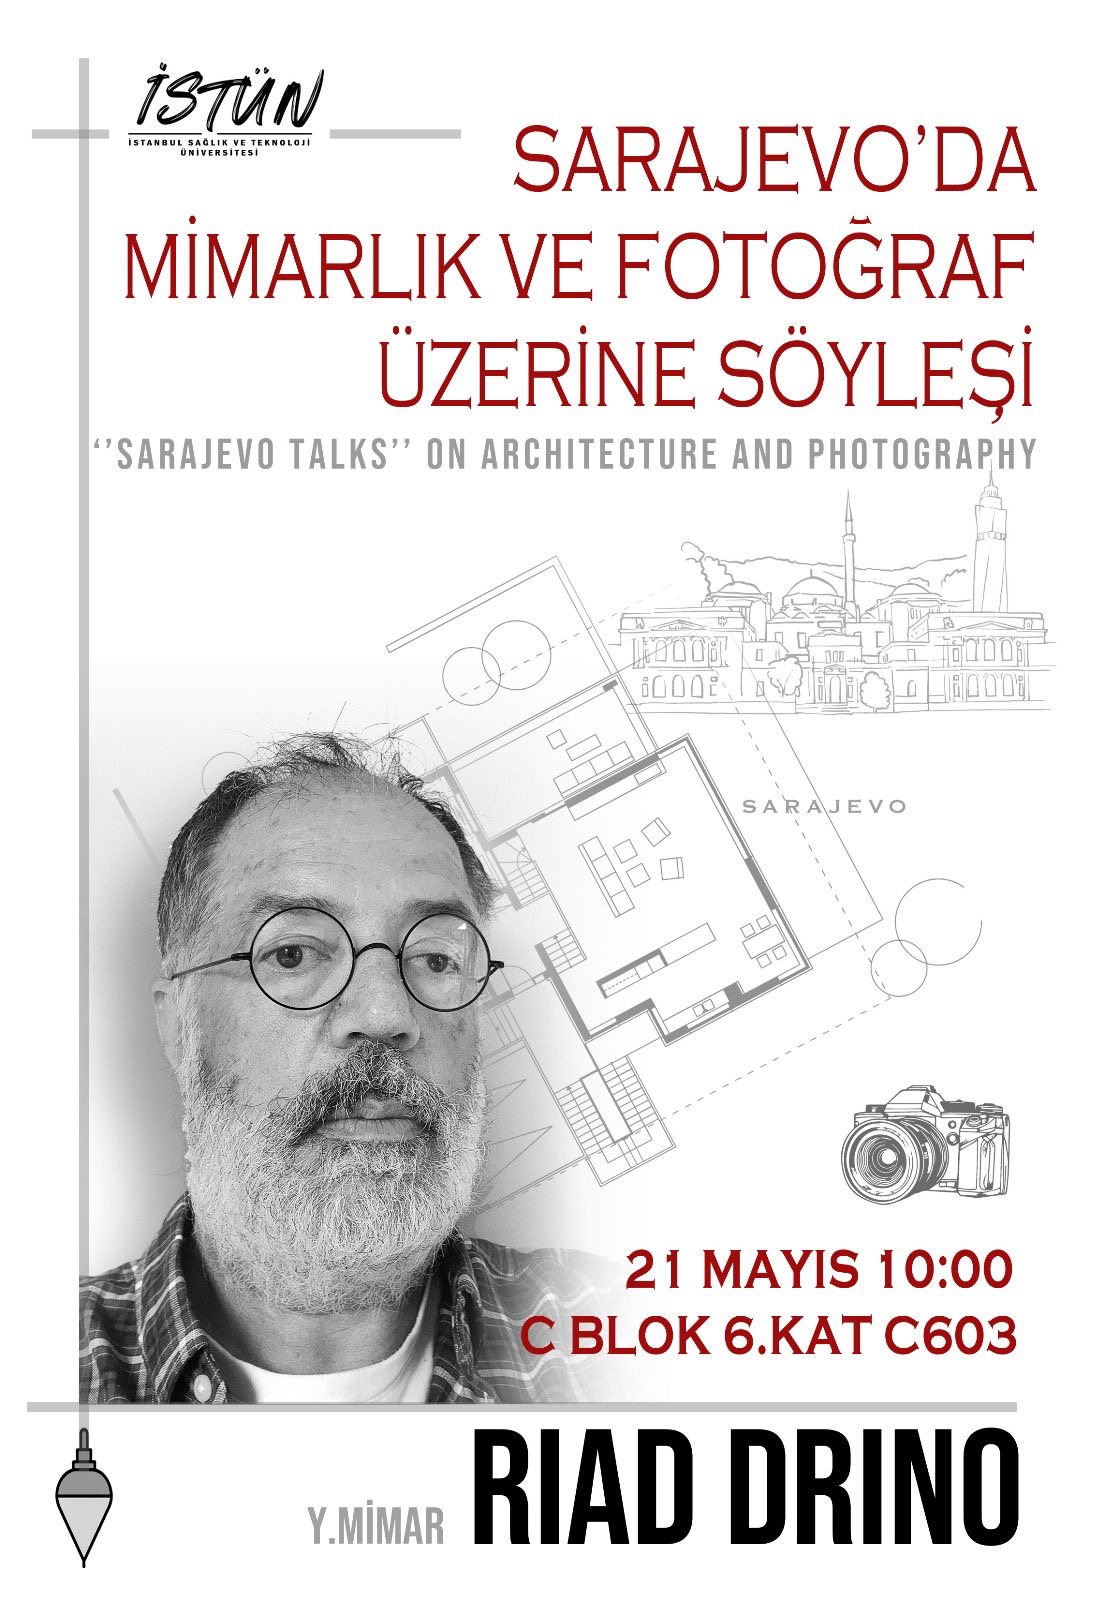 İSTÜN
İSTANBUL SAĞLIK VE TEKNOLOJİ
ÜNİVERSİTESİ
SARAJEVO’DA
MİMARLIK VE FOTOĞRAF
ÜZERİNE SÖYLEŞİ
‘’SARAJEVO TALKS’’ ON ARCHITECTURE AND PHOTOGRAPHY
SARAJEVO
21 MAYIS 10:00
C BLOK 6.KAT C603
Y.MİMAR RIAD DRINO